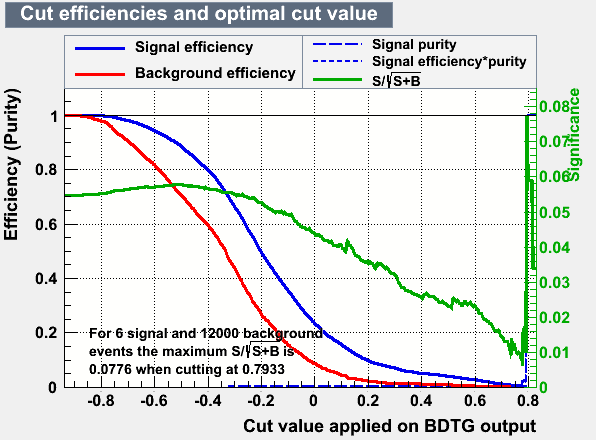 Cut efficiencies and optimal cut value
Signal efficiency
Background efficiency
Signal purity
Signal efficiency*purity
S/√S+B
Efficiency (Purity)
1
0.8
0.6
0.4
0.2
0
For 6 signal and 12000 background
events the maximum S/√S+B is
0.0776 when cutting at 0.7933
-0.8 -0.6 -0.4 -0.2 0 0.2 0.4 0.6 0.8
Cut value applied on BDTG output
0.08
0.07
0.06
0.05
0.04
0.03
0.02
0.01
0
Significance